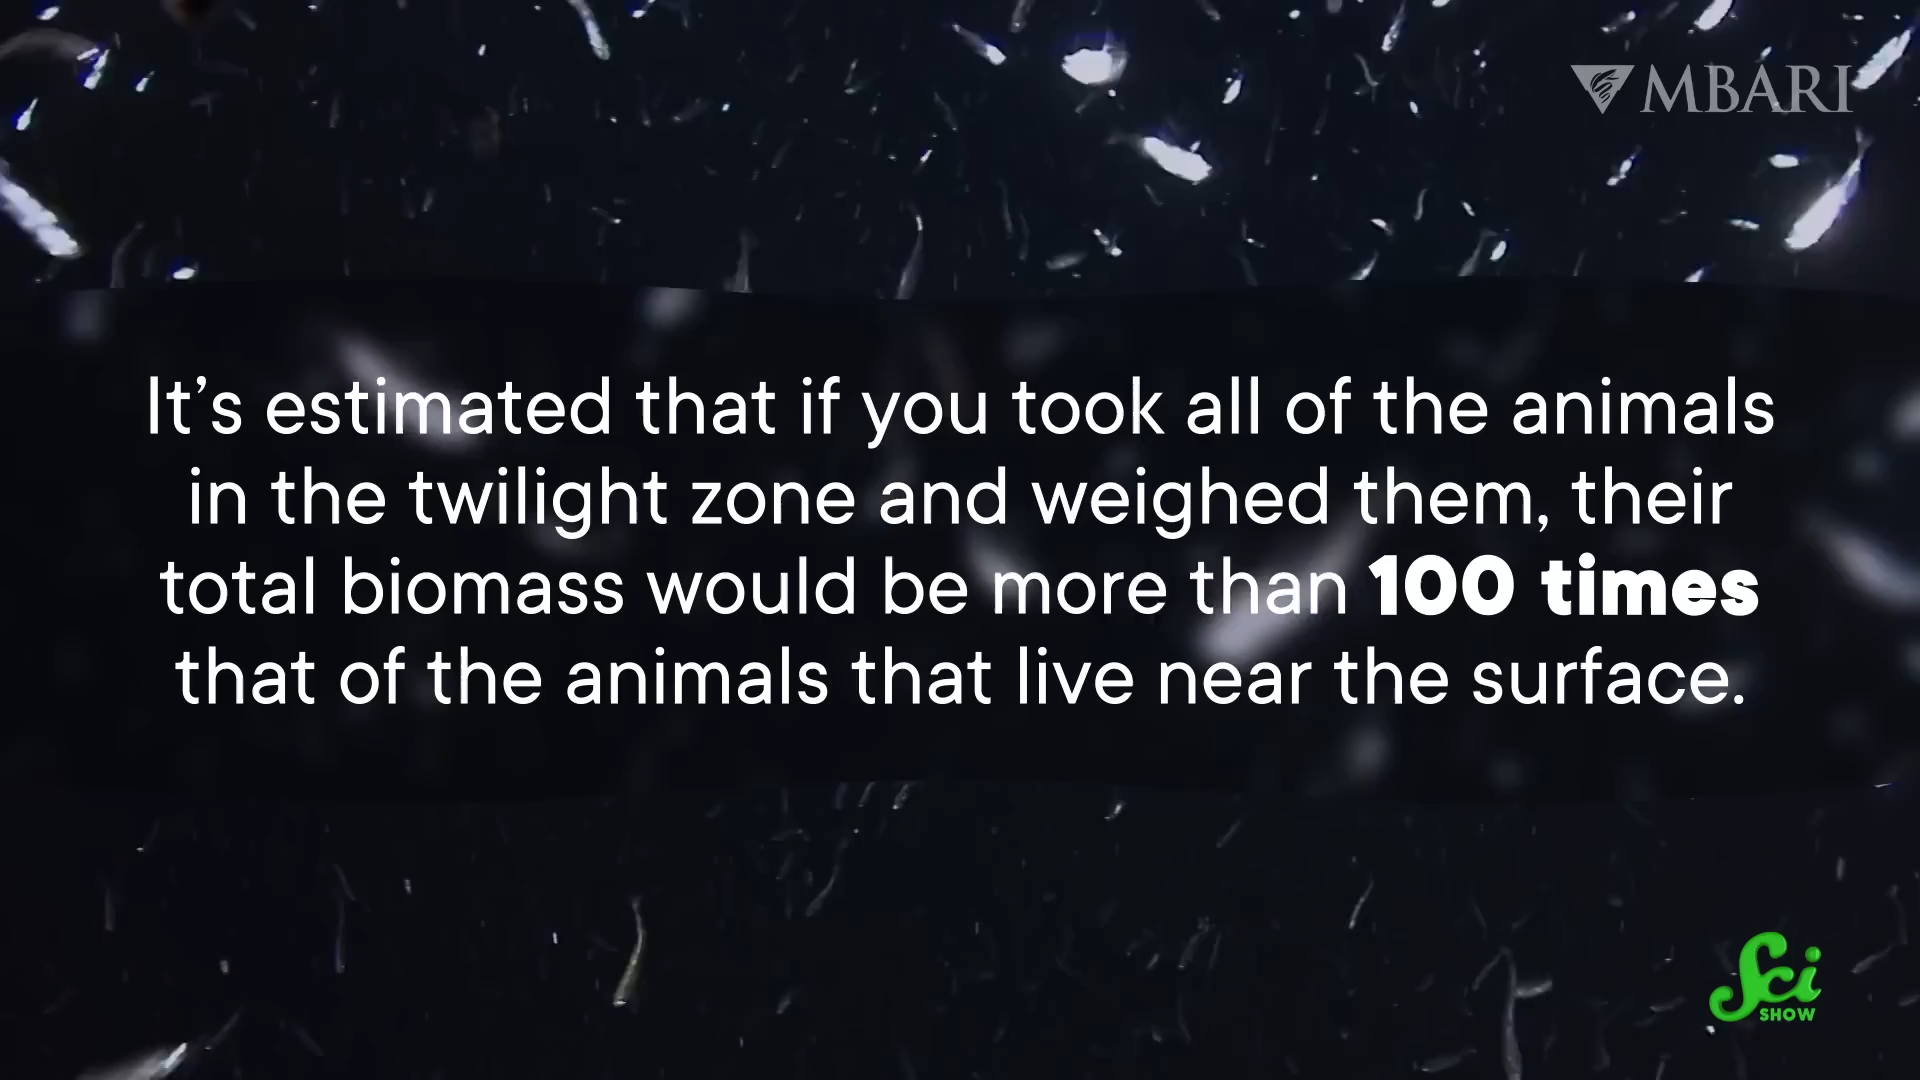 MBARI
It’s estimated that if you took all of the animals
in the twilight zone and weighed them, their
total biomass would be more than 100 times
that of the animals that live near the surface.
Sci
SHOW